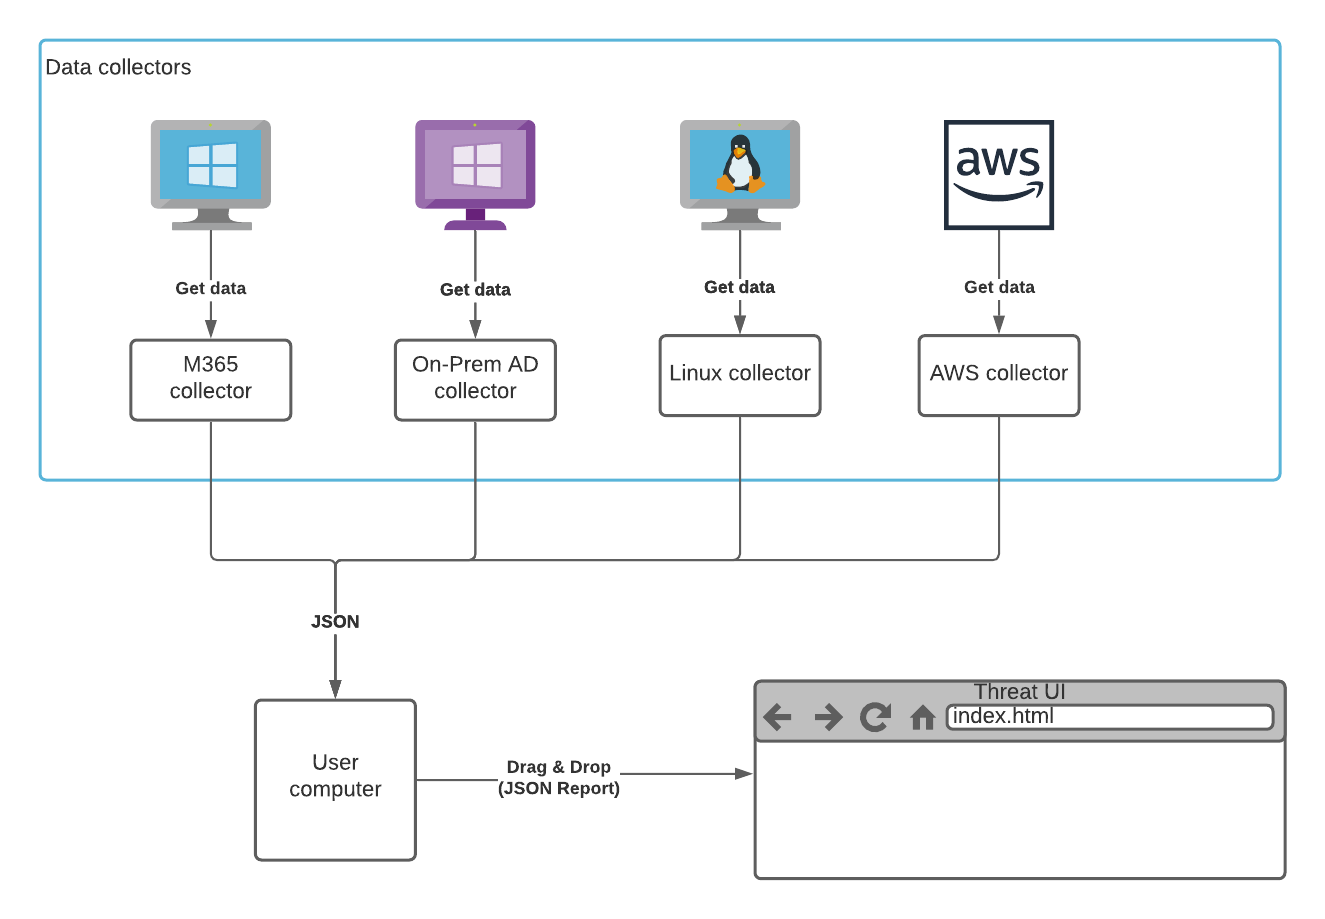 Data collectors
aws
Get data
Get data
Get data
Get data
M365
collector
On-Prem AD
collector
Linux collector
AWS collector
JSON
User
computer
Drag & Drop
(JSON Report)
Threat UI
index.html